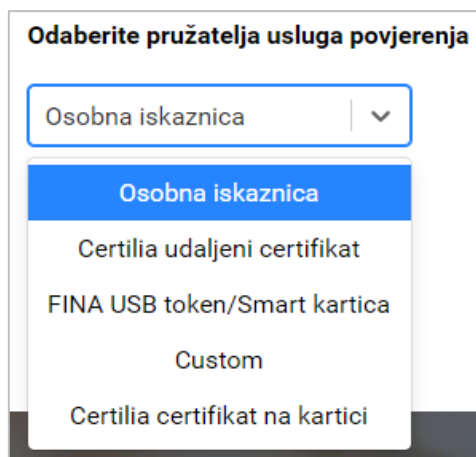 Odaberite pružatelja usluga povjerenja
Osobna iskaznica
Osobna iskaznica
Certilia udaljeni certifikat
FINA USB token/Smart kartica
Custom
Certilia certifikat na kartici